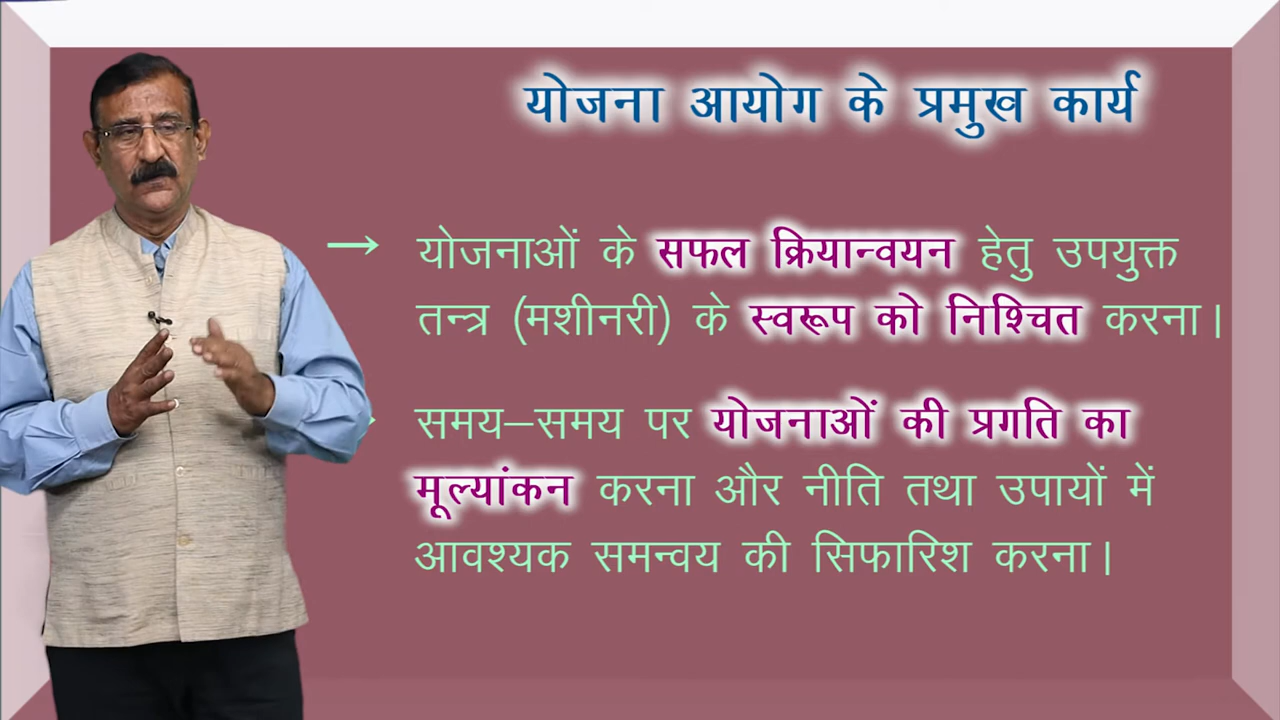 योजना आयोग के प्रमुख कार्य
→ योजनाओं के सफल क्रियान्वयन हेतु उपयुक्त
तन्त्र (मशीनरी) के स्वरूप को निश्चित करना।
समय–समय पर योजनाओं की प्रगति का
मूल्यांकन करना और नीति तथा उपायों में
आवश्यक समन्वय की सिफारिश करना।